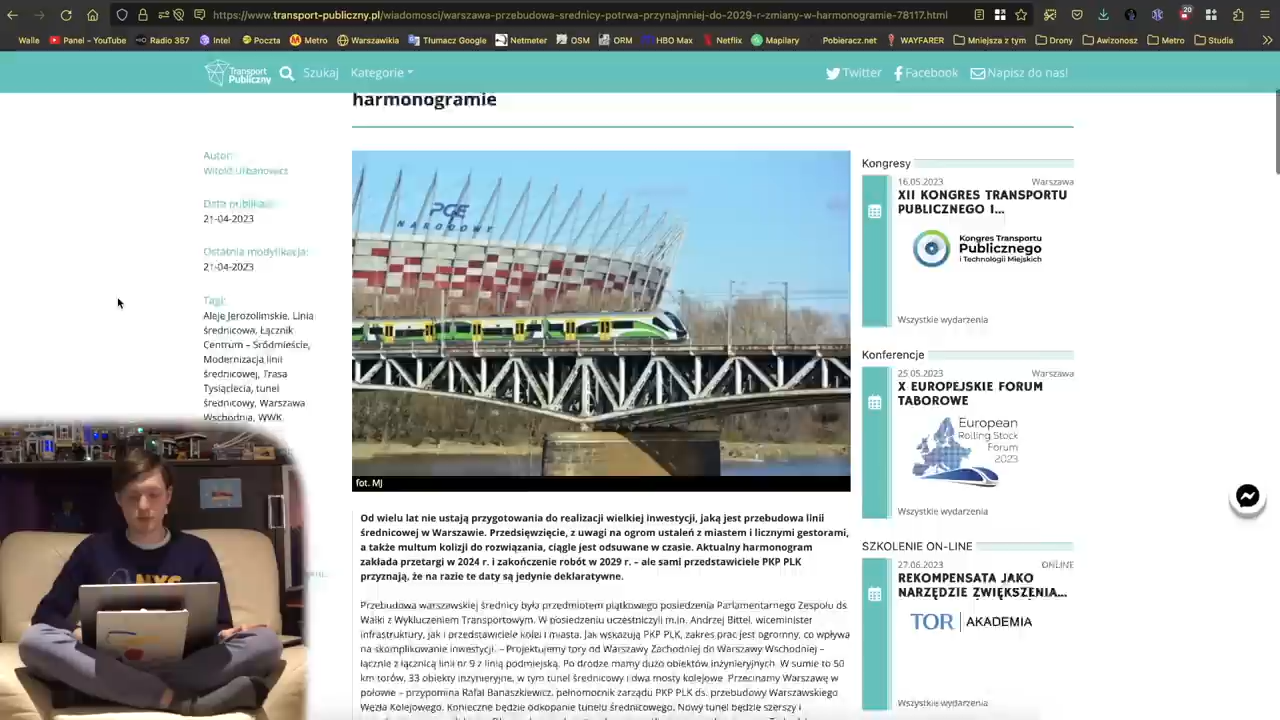 https://www.transport-publiczny.pl/wiadomosci/warszawa-przebudowa-srednicy-potrwa-przynajmniej-do-2029-r-zmiany-w-harmonogramie-78117.html
20
Walle Panel - YouTube Radio 357 Intel Poczta Metro Warszawikia Tłumacz Google Netmeter OSM ORM HBO Max Netflix Mapilary Pobieracz.net WAYFARER Mniejsza z tym Drony Awizonosz Metro Studia
Transport Publiczny
Szukaj Kategorie
Twitter Facebook Napisz do nas!
harmonogramie
Autor:
Witold Urbanowicz
Data publika
21-04-2023
Ostatnia modyfikacja:
21-04-2023
Tagi:
Aleje Jerozolimskie, Linia
średnicowa, Łącznik
Centrum – Śródmieście,
Modernizacja linii
średnicowej, Trasa
Tysiąclecia, tunel
średnicowy, Warszawa
Wschodnia, WWK
PGE
NARODOWY
fot. MJ
Od wielu lat nie ustają przygotowania do realizacji wielkiej inwestycji, jaką jest przebudowa linii
średnicowej w Warszawie. Przedsięwzięcie, z uwagi na ogrom ustaleń z miastem i licznymi gestorami,
a także multum kolizji do rozwiązania, ciągle jest odsuwane w czasie. Aktualny harmonogram
zakłada przetargi w 2024 r. i zakończenie robót w 2029 r. – ale sami przedstawiciele PKP PLK
przyznają, że na razie te daty są jedynie deklaratywne.
Przebudowa warszawskiej średnicy była przedmiotem piątkowego posiedzenia Parlamentarnego Zespołu ds.
Walki z Wykluczeniem Transportowym. W posiedzeniu uczestniczyli m.in. Andrzej Bittel, wiceminister
infrastruktury, jak i przedstawiciele kolei i miasta. Jak wskazują PKP PLK, zakres prac jest ogromny, co wpływa
na skomplikowanie inwestycji. – Projektujemy tory od Warszawy Zachodniej do Warszawy Wschodniej –
łącznie z łącznicą linii nr 9 z linią podmiejską. Po drodze mamy dużo obiektów inżynieryjnych. W sumie to 50
km torów, 33 obiekty inżynieryjne, w tym tunel średnicowy i dwa mosty kolejowe. Przecinamy Warszawę w
połowie – przypomina Rafał Banaszkiewicz, pełnomocnik zarządu PKP PLK ds. przebudowy Warszawskiego
Węzła Kolejowego. Konieczne będzie odkopanie tunelu średnicowego. Nowy tunel będzie szerszy i
Kongresy
16.05.2023 Warszawa
XII KONGRES TRANSPORTU
PUBLICZNEGO I...
Kongres Transportu
Publicznego
i Technologii Miejskich
Wszystkie wydarzenia
Konferencje
25.05.2023 Warszawa
X EUROPEJSKIE FORUM
TABOROWE
European
Rolling Stock
Forum
2023
Wszystkie wydarzenia
SZKOLENIE ON-LINE
27.06.2023 ONLINE
REKOMPENSATA JAKO
NARZĘDZIE ZWIĘKSZENIA...
TOR AKADEMIA
Wszystkie wydarzenia
NYC